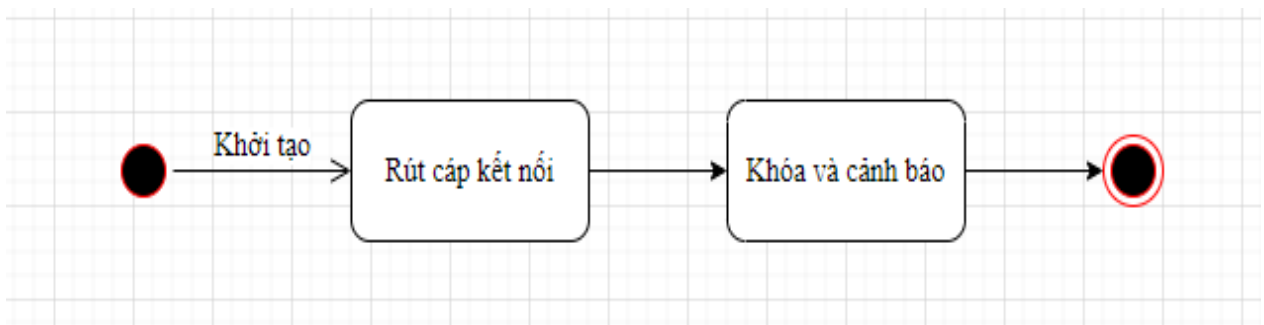 Khởi tạo
Rút cáp kết nối
Khóa và cảnh báo